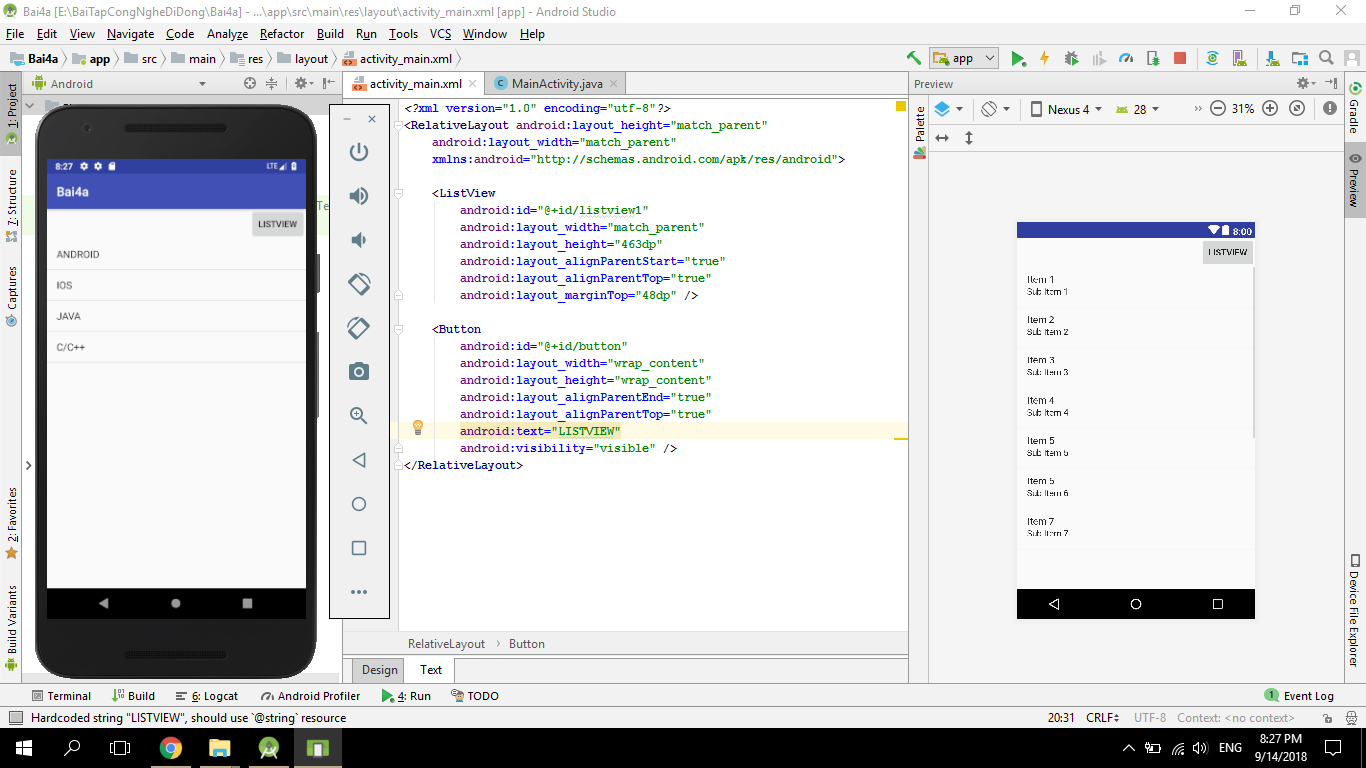 Bai4a [E:\BaiTapCongNgheDiDong\Bai4a] - ...\app\src\main\res\layout\activity_main.xml [app] - Android Studio
File Edit View Navigate Code Analyze Refactor Build Run Tools VCS Window Help
Bai4a app src main res layout activity_main.xml
app
Android
activity_main.xml
MainActivity.java
Preview
1: Project
7: Structure
Captures
2: Favorites
Build Variants
8:27
LTE
Bai4a
LISTVIEW
ANDROID
IOS
JAVA
C/C++
Te
<?xml version="1.0" encoding="utf-8"?>
<RelativeLayout android:layout_height="match_parent"
android:layout_width="match_parent"
xmlns:android="http://schemas.android.com/apk/res/android">
<ListView
android:id="@+id/listview1"
android:layout_width="match_parent"
android:layout_height="463dp"
android:layout_alignParentStart="true"
android:layout_alignParentTop="true"
android:layout_marginTop="48dp" />
<Button
android:id="@+id/button"
android:layout_width="wrap_content"
android:layout_height="wrap_content"
android:layout_alignParentEnd="true"
android:layout_alignParentTop="true"
android:text="LISTVIEW"
android:visibility="visible" />
</RelativeLayout>
RelativeLayout › Button
Design Text
Palette
Nexus 4
28
» 31%
8:00
LISTVIEW
Item 1
Sub Item 1
Item 2
Sub Item 2
Item 3
Sub Item 3
Item 4
Sub Item 4
Item 5
Sub Item 5
Item 6
Sub Item 6
Item 7
Sub Item 7
Gradle
Preview
Device File Explorer
Terminal Build 6: Logcat Android Profiler 4: Run TODO
1 Event Log
Hardcoded string "LISTVIEW", should use `@string` resource
20:31 CRLF UTF-8 Context: <no context>
ENG
8:27 PM
9/14/2018